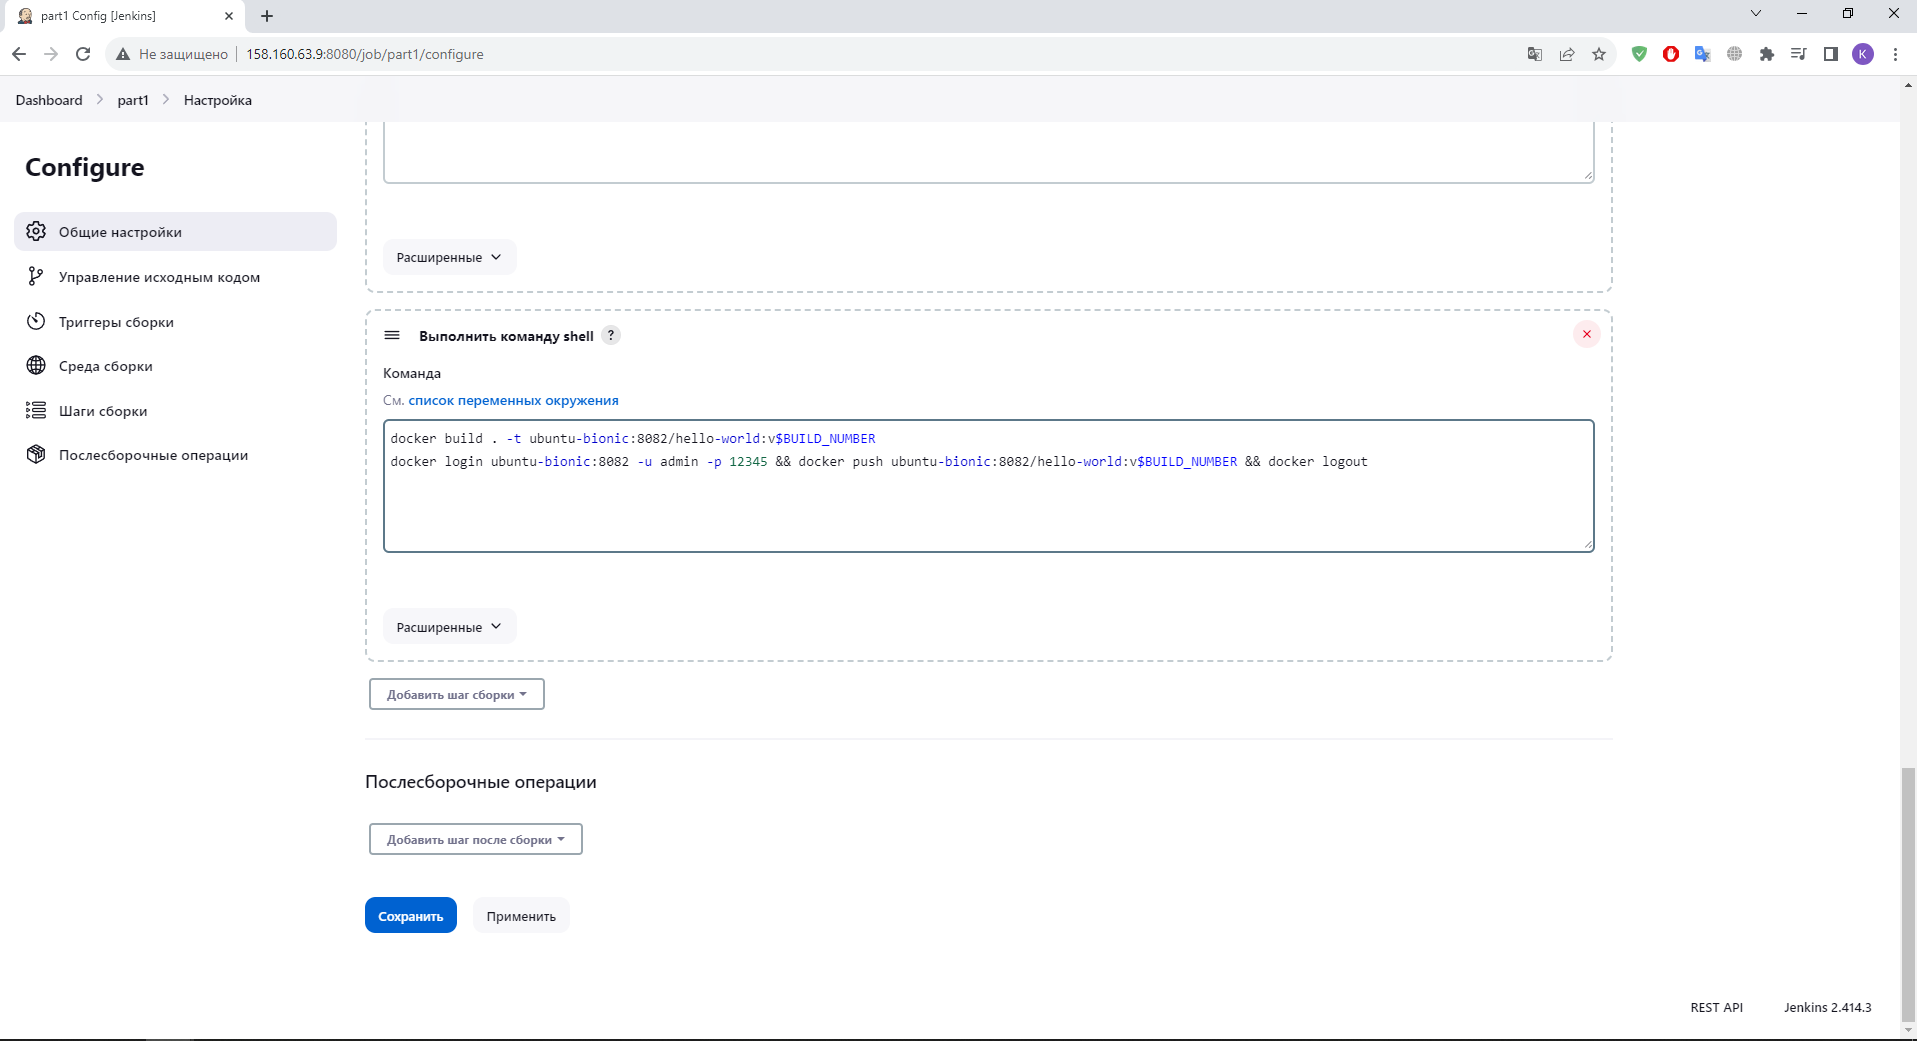 part1 Config [Jenkins]
Не защищено
158.160.63.9:8080/job/part1/configure
K
Dashboard part1 Настройка
Configure
Общие настройки
Управление исходным кодом
Триггеры сборки
Среда сборки
Шаги сборки
Послесборочные операции
Расширенные
Выполнить команду shell ?
Команда
См. список переменных окружения
docker build . -t ubuntu-bionic:8082/hello-world:v$BUILD_NUMBER
docker login ubuntu-bionic:8082 -u admin -p 12345 && docker push ubuntu-bionic:8082/hello-world:v$BUILD_NUMBER && docker logout
Расширенные
Добавить шаг сборки
Послесборочные операции
Добавить шаг после сборки
Сохранить
Применить
REST API
Jenkins 2.414.3